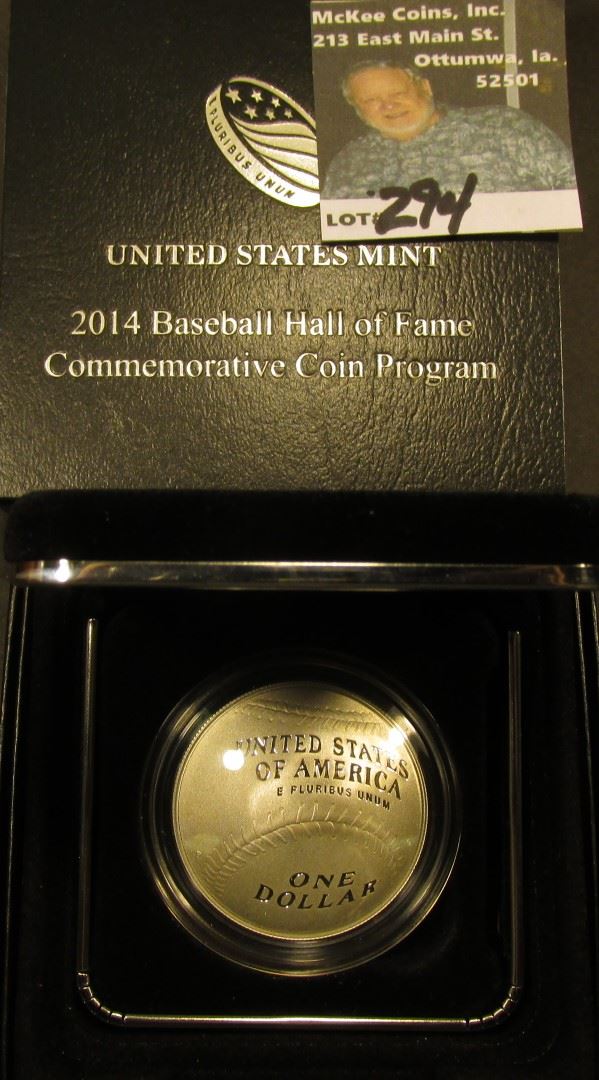 McKee Coins, Inc.
213 East Main St.
Ottumwa, Ia.
52501
LOT# 294
E PLURIBUS UNUM
UNITED STATES MINT
2014 Baseball Hall of Fame
Commemorative Coin Program
UNITED STATES
OF AMERICA
E PLURIBUS UNUM
ONE
DOLLAR